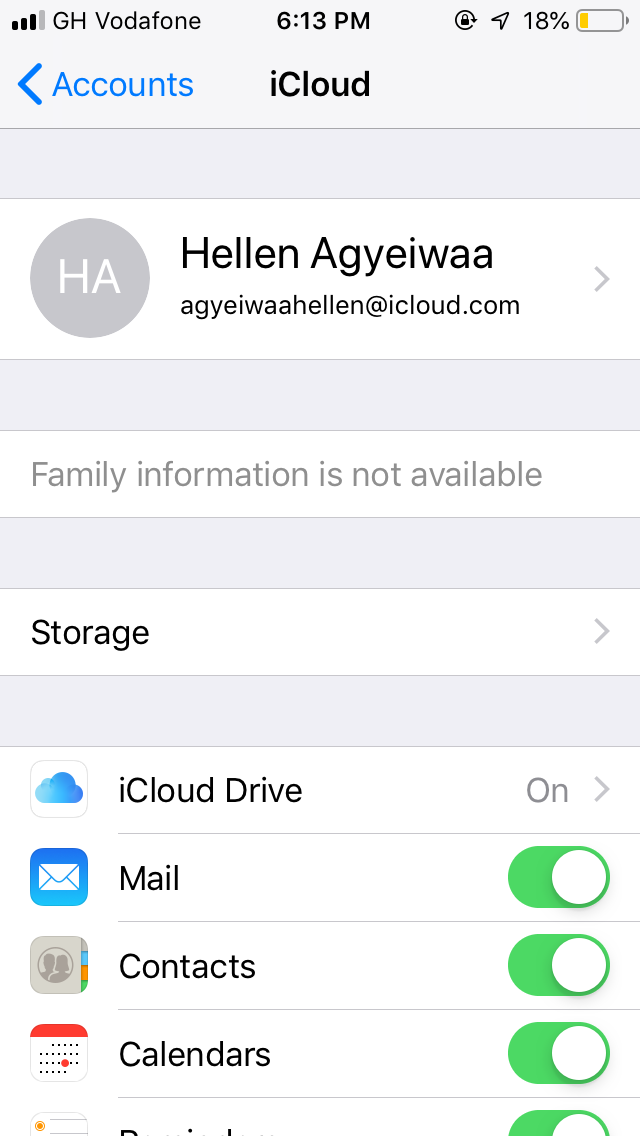 GH Vodafone 6:13 PM 18%
Accounts iCloud
HA
Hellen Agyeiwaa
agyeiwaahellen@icloud.com
Family information is not available
Storage
iCloud Drive On
Mail
Contacts
Calendars